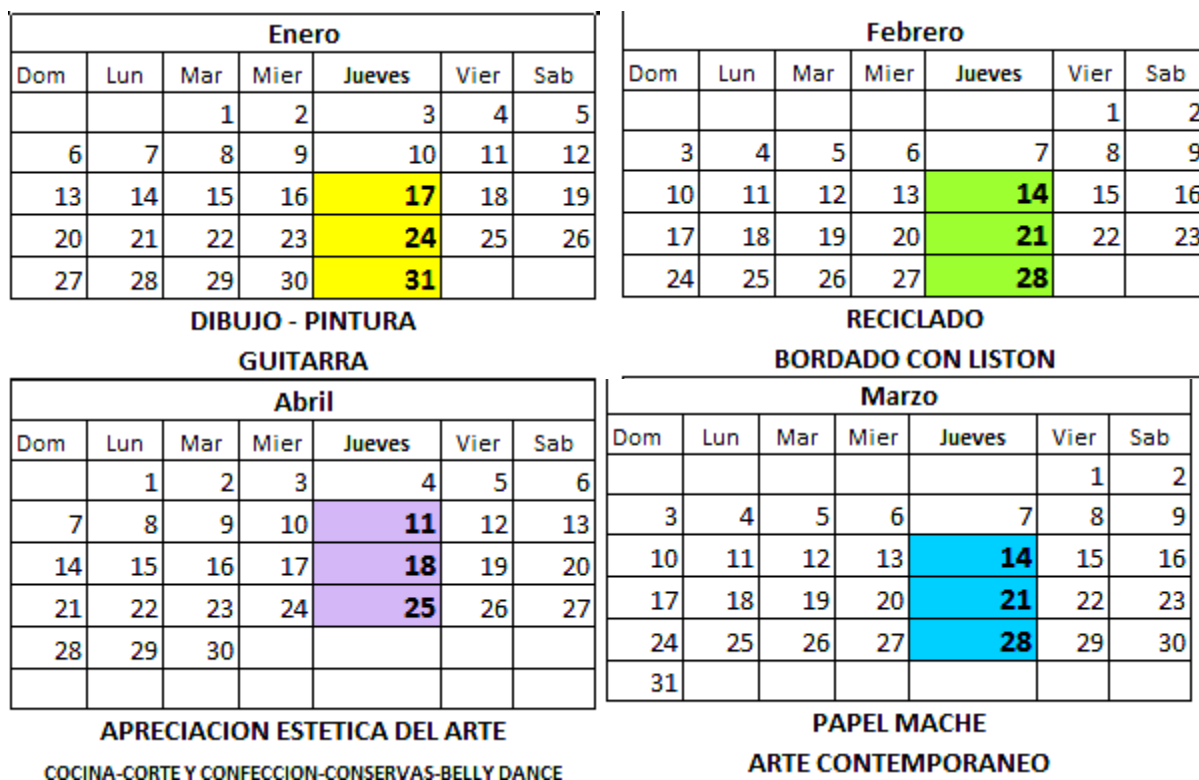 Enero
Dom Lun Mar Mier Jueves Vier Sab
1 2 3 4 5
6 7 8 9 10 11 12
13 14 15 16 17 18 19
20 21 22 23 24 25 26
27 28 29 30 31
DIBUJO - PINTURA
GUITARRA
Febrero
Dom Lun Mar Mier Jueves Vier Sab
1 2
3 4 5 6 7 8 9
10 11 12 13 14 15 16
17 18 19 20 21 22 23
24 25 26 27 28
RECICLADO
BORDADO CON LISTON
Abril
Dom Lun Mar Mier Jueves Vier Sab
1 2 3 4 5 6
7 8 9 10 11 12 13
14 15 16 17 18 19 20
21 22 23 24 25 26 27
28 29 30
APRECIACION ESTETICA DEL ARTE
COCINA-CORTE Y CONFECCION-CONSERVAS-BELLY DANCE
Marzo
Dom Lun Mar Mier Jueves Vier Sab
1 2
3 4 5 6 7 8 9
10 11 12 13 14 15 16
17 18 19 20 21 22 23
24 25 26 27 28 29 30
31
PAPEL MACHE
ARTE CONTEMPORANEO